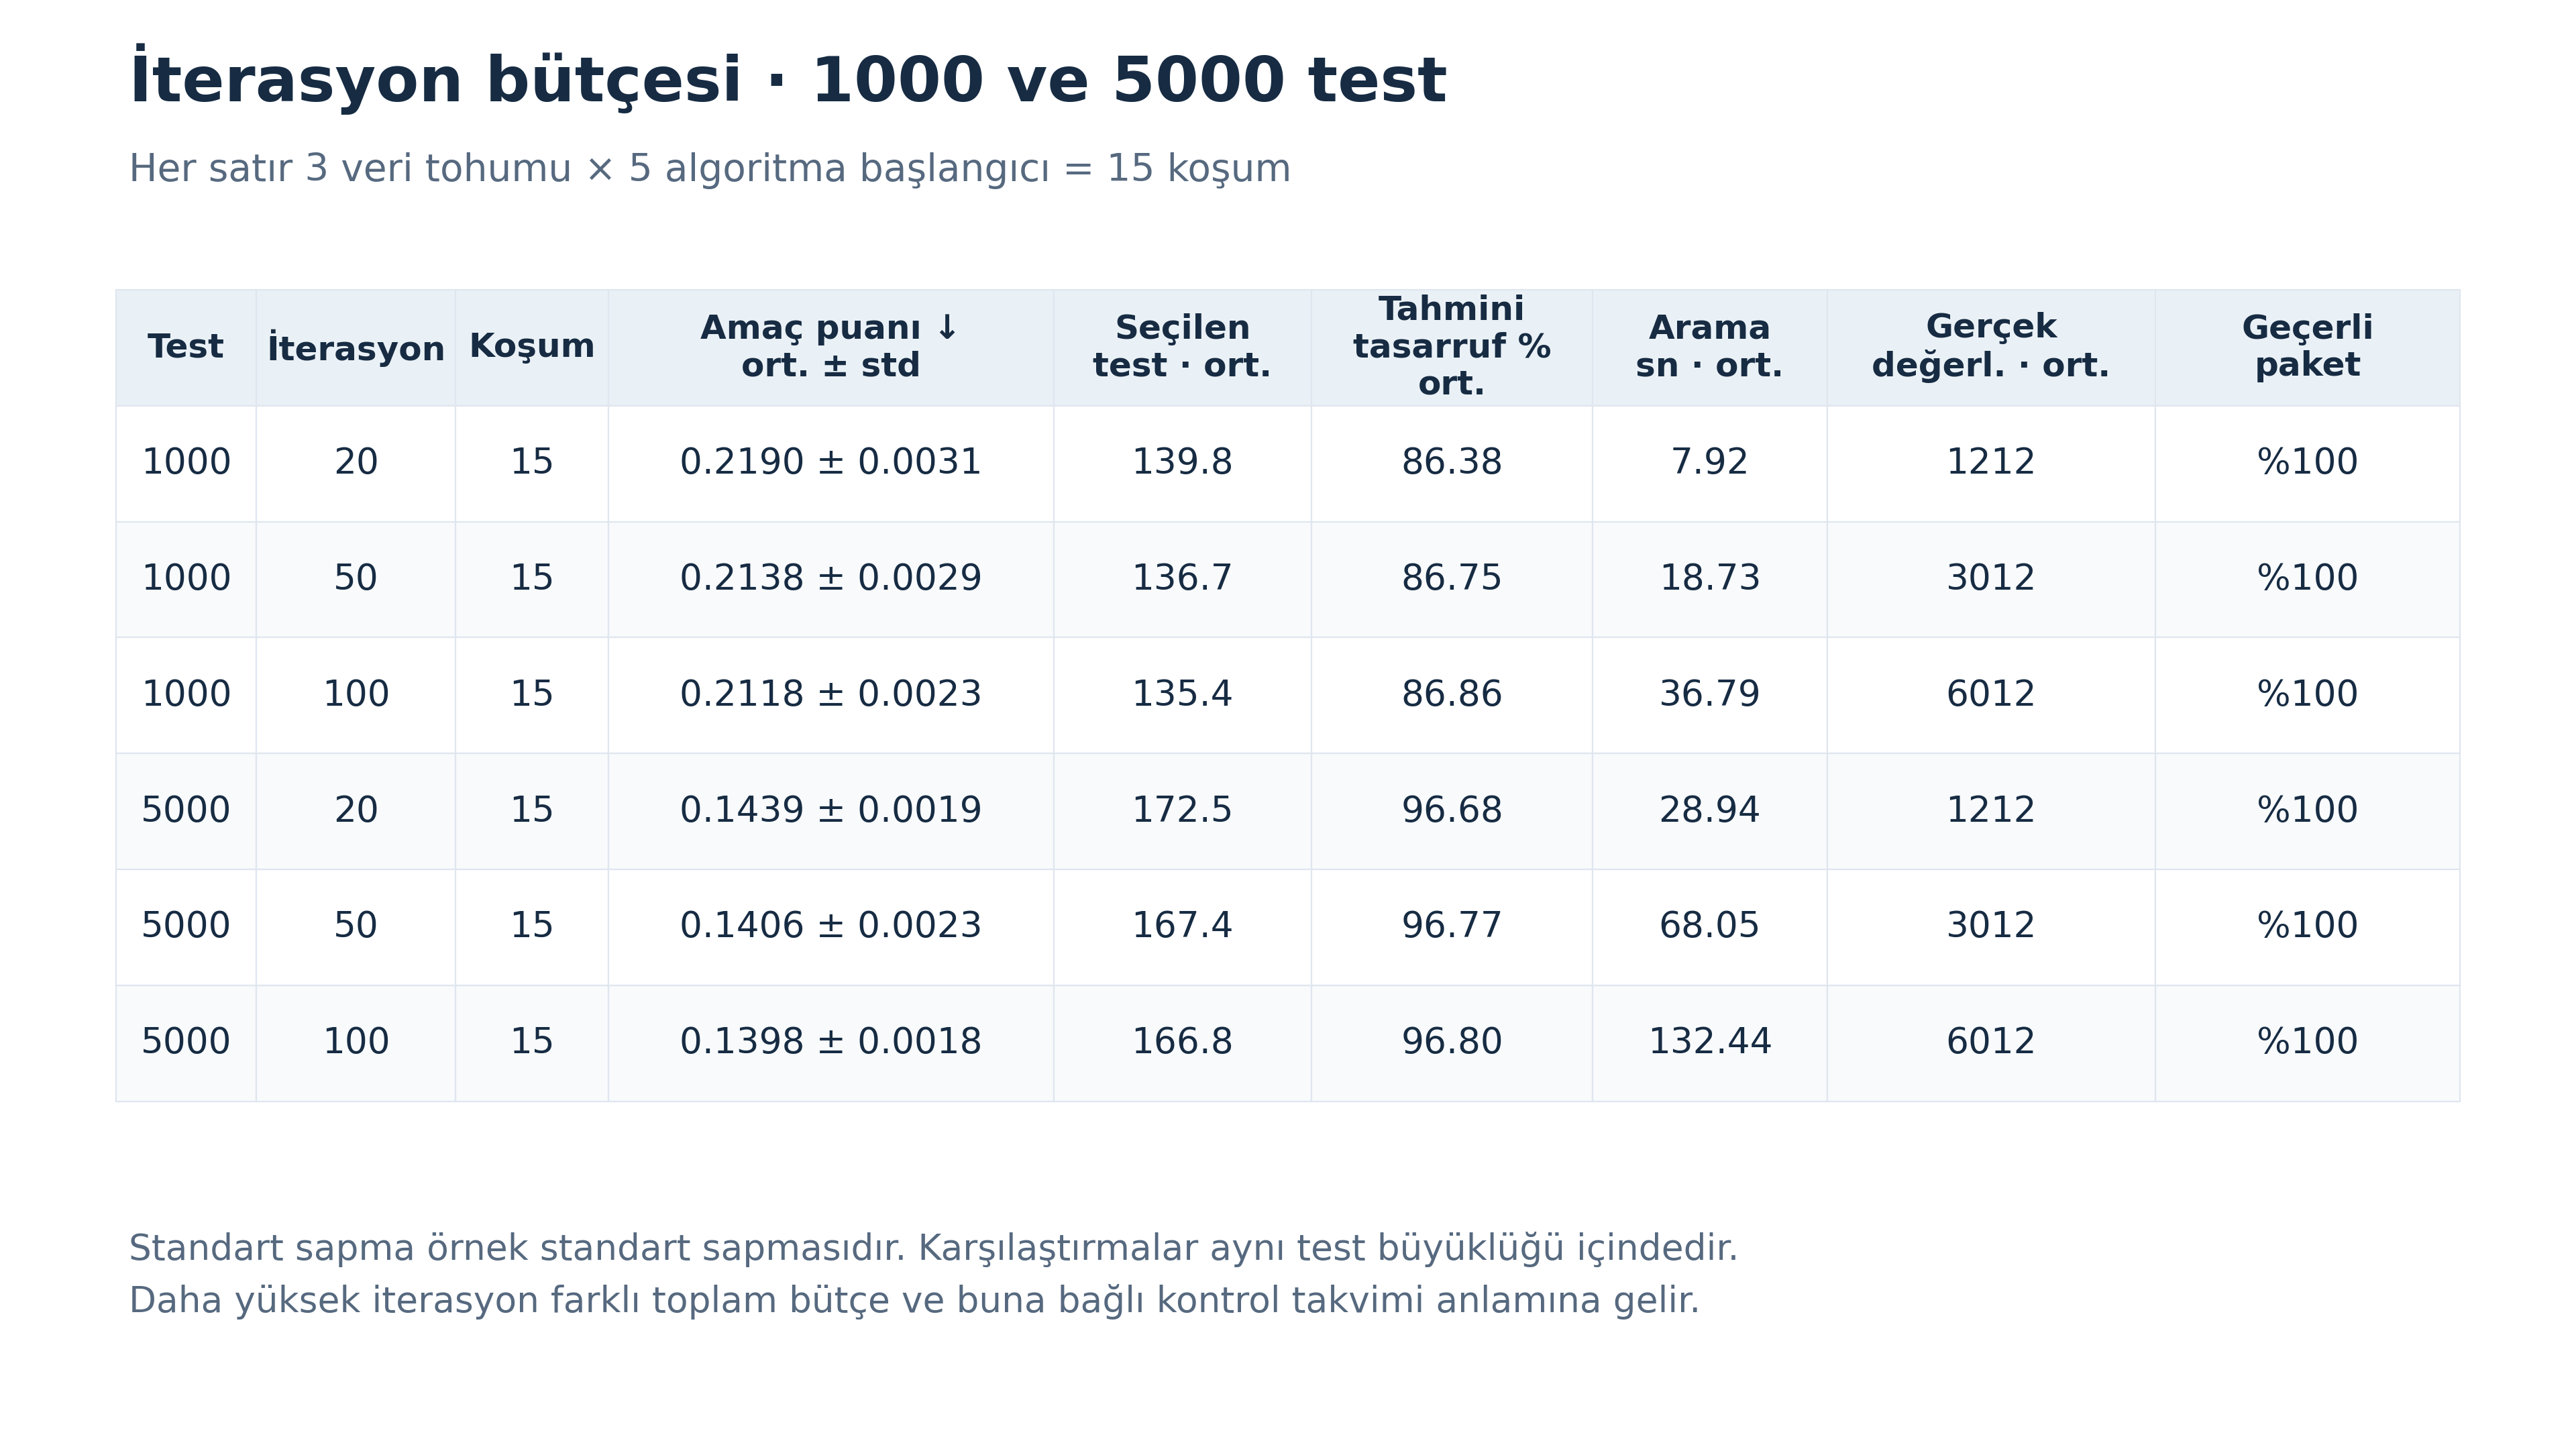 İterasyon bütçesi · 1000 ve 5000 test
Her satır 3 veri tohumu × 5 algoritma başlangıcı = 15 koşum
Test İterasyon Koşum Amaç puanı ↓ ort. ± std Seçilen test · ort. Tahmini tasarruf % ort. Arama sn · ort. Gerçek değerl. · ort. Geçerli paket
1000 20 15 0.2190 ± 0.0031 139.8 86.38 7.92 1212 %100
1000 50 15 0.2138 ± 0.0029 136.7 86.75 18.73 3012 %100
1000 100 15 0.2118 ± 0.0023 135.4 86.86 36.79 6012 %100
5000 20 15 0.1439 ± 0.0019 172.5 96.68 28.94 1212 %100
5000 50 15 0.1406 ± 0.0023 167.4 96.77 68.05 3012 %100
5000 100 15 0.1398 ± 0.0018 166.8 96.80 132.44 6012 %100
Standart sapma örnek standart sapmasıdır. Karşılaştırmalar aynı test büyüklüğü içindedir.
Daha yüksek iterasyon farklı toplam bütçe ve buna bağlı kontrol takvimi anlamına gelir.